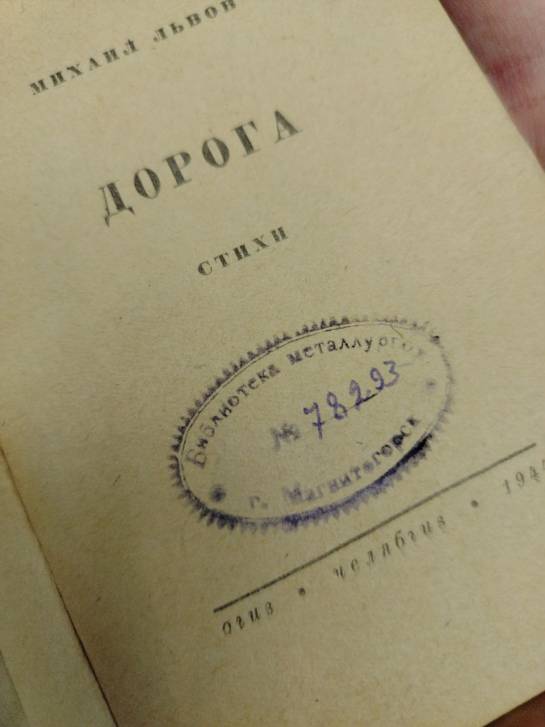 МИХАИЛ ЛЬВОВ
ДОРОГА
СТИХИ
Библиотека металлургов
№ 78293
г. Магнитогорск
огиз • челябгиз •